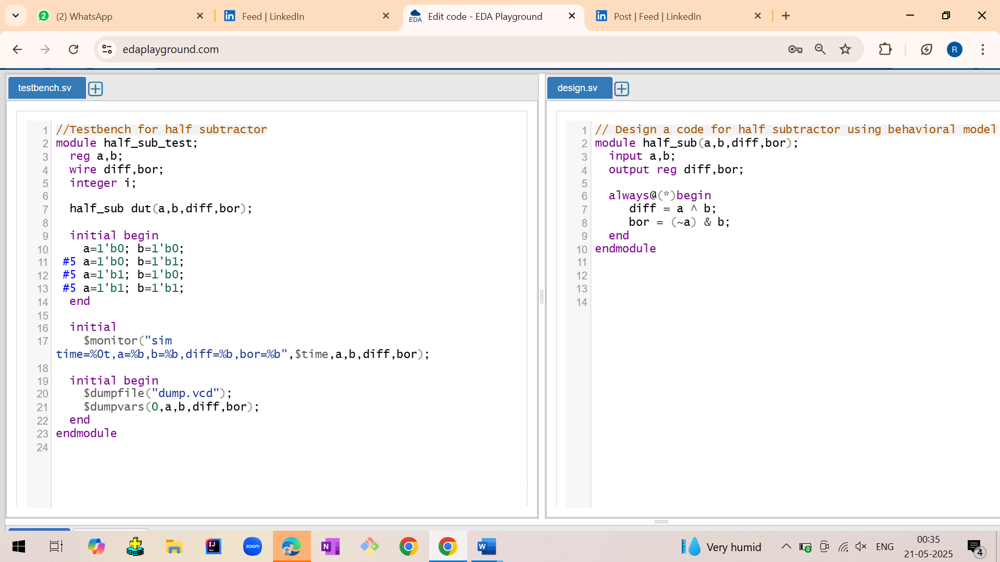 (2) WhatsApp
Feed | LinkedIn
Edit code - EDA Playground
Post | Feed | LinkedIn
edaplayground.com
R
testbench.sv
1 //Testbench for half subtractor
2 module half_sub_test;
3 reg a,b;
4 wire diff,bor;
5 integer i;
6
7 half_sub dut(a,b,diff,bor);
8
9 initial begin
10 a=1'b0; b=1'b0;
11 #5 a=1'b0; b=1'b1;
12 #5 a=1'b1; b=1'b0;
13 #5 a=1'b1; b=1'b1;
14 end
15
16 initial
17 $monitor("sim
time=%0t,a=%b,b=%b,diff=%b,bor=%b",$time,a,b,diff,bor);
18
19 initial begin
20 $dumpfile("dump.vcd");
21 $dumpvars(0,a,b,diff,bor);
22 end
23 endmodule
24
design.sv
1 // Design a code for half subtractor using behavioral model
2 module half_sub(a,b,diff,bor);
3 input a,b;
4 output reg diff,bor;
5
6 always@(*)begin
7 diff = a ^ b;
8 bor = (~a) & b;
9 end
10 endmodule
11
12
13
14
zoom
Very humid
ENG
00:35
21-05-2025
4